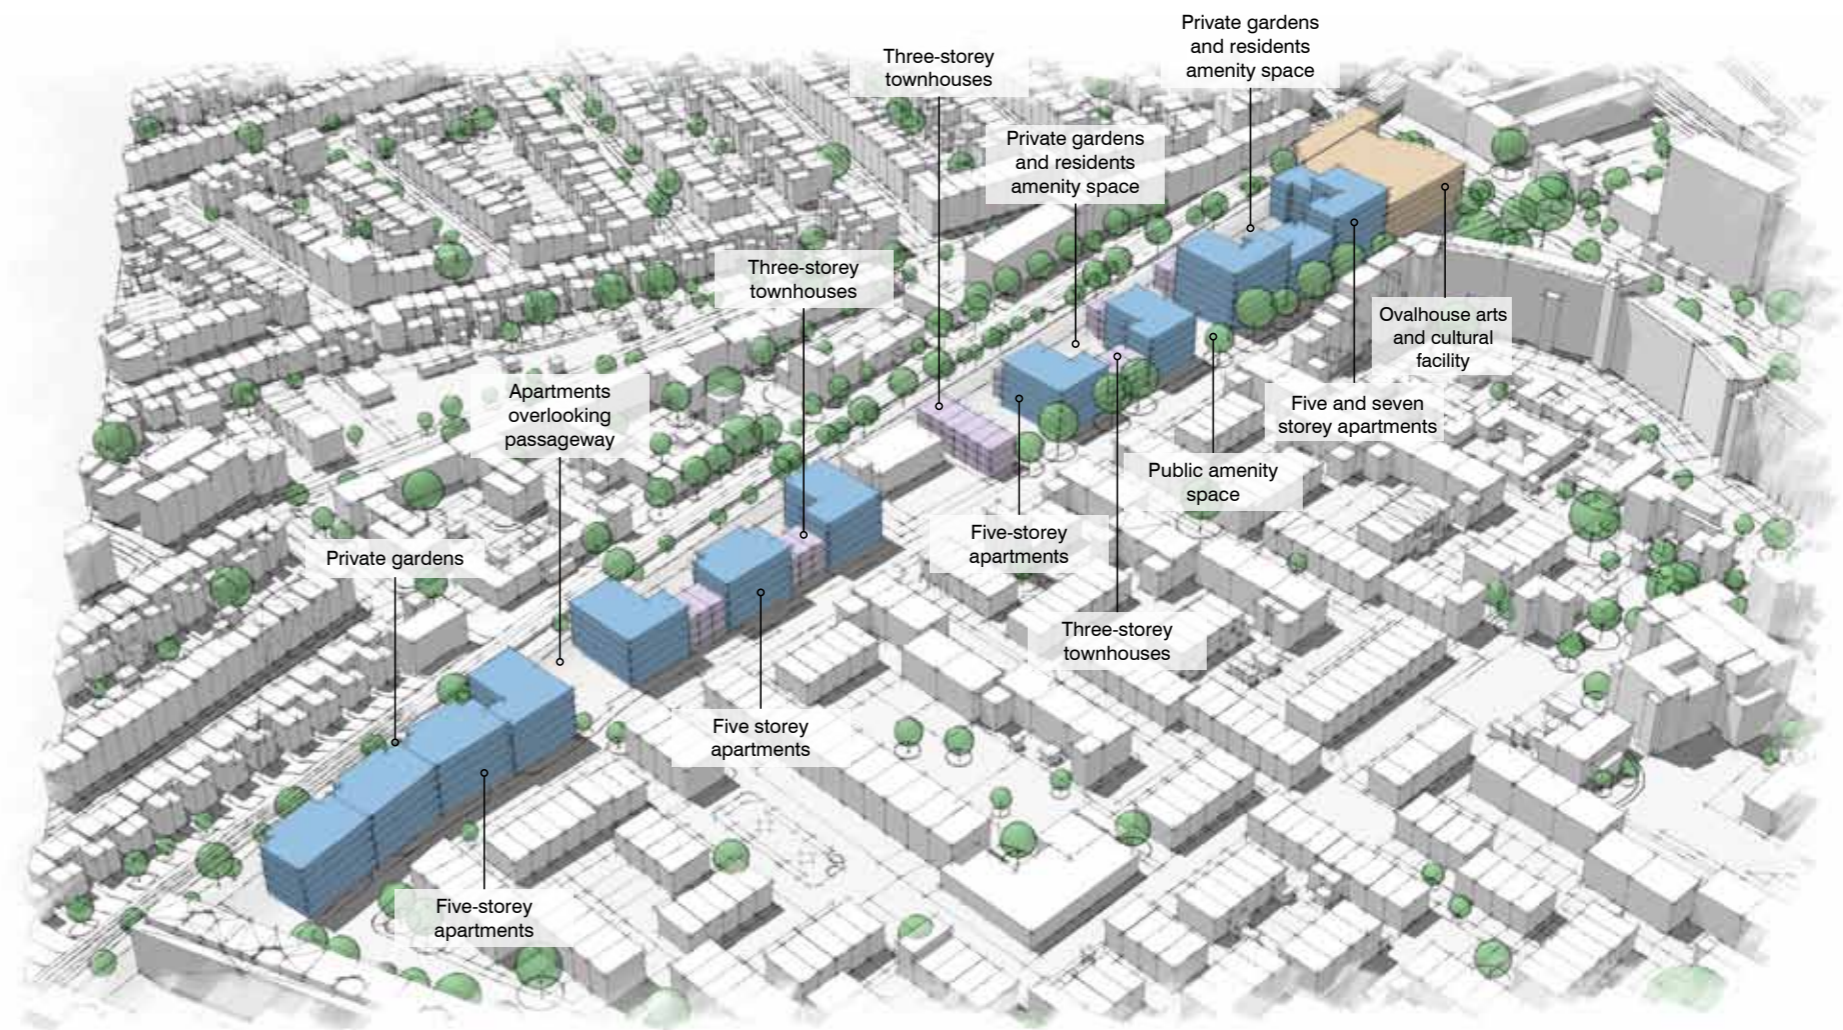 Private gardens
and residents
amenity space
Three-storey
townhouses
Private gardens
and residents
amenity space
Three-storey
townhouses
Ovalhouse arts
and cultural
facility
Apartments
overlooking
passageway
Five and seven
storey apartments
Public amenity
space
Five-storey
apartments
Private gardens
Three-storey
townhouses
Five storey
apartments
Five-storey
apartments